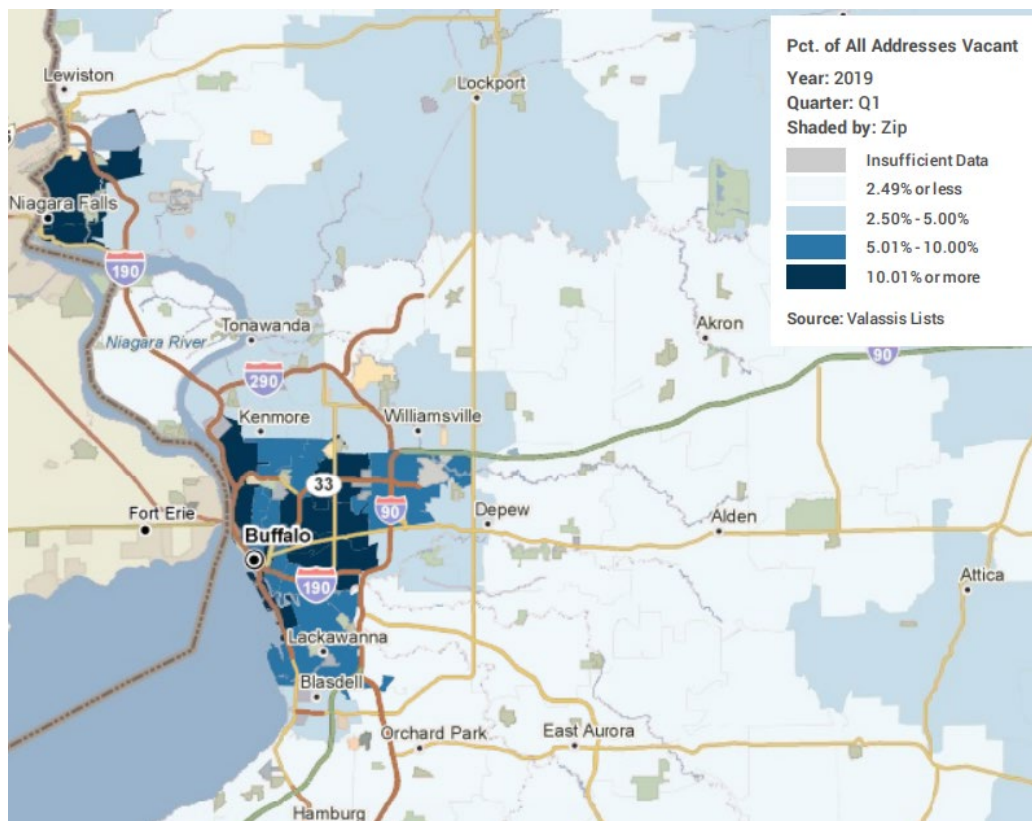 Pct. of All Addresses Vacant
Year: 2019
Quarter: Q1
Shaded by: Zip
Insufficient Data
2.49% or less
2.50% - 5.00%
5.01% - 10.00%
10.01% or more
Source: Valassis Lists
Lewiston
Lockport
Niagara Falls
190
Akron
Tonawanda
Niagara River
90
290
Kenmore
Williamsville
33
Fort Erie
90
Depew
Alden
Buffalo
190
Attica
Lackawanna
Blasdell
Orchard Park
East Aurora
Hamburg